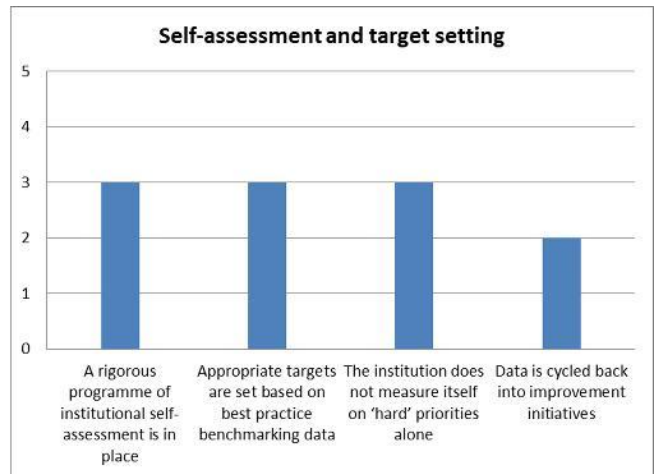 Self-assessment and target setting
5
4
3
2
1
0
A rigorous
programme of
institutional self-
assessment is in
place
Appropriate targets
are set based on
best practice
benchmarking data
The institution does
not measure itself
on ‘hard’ priorities
alone
Data is cycled back
into improvement
initiatives